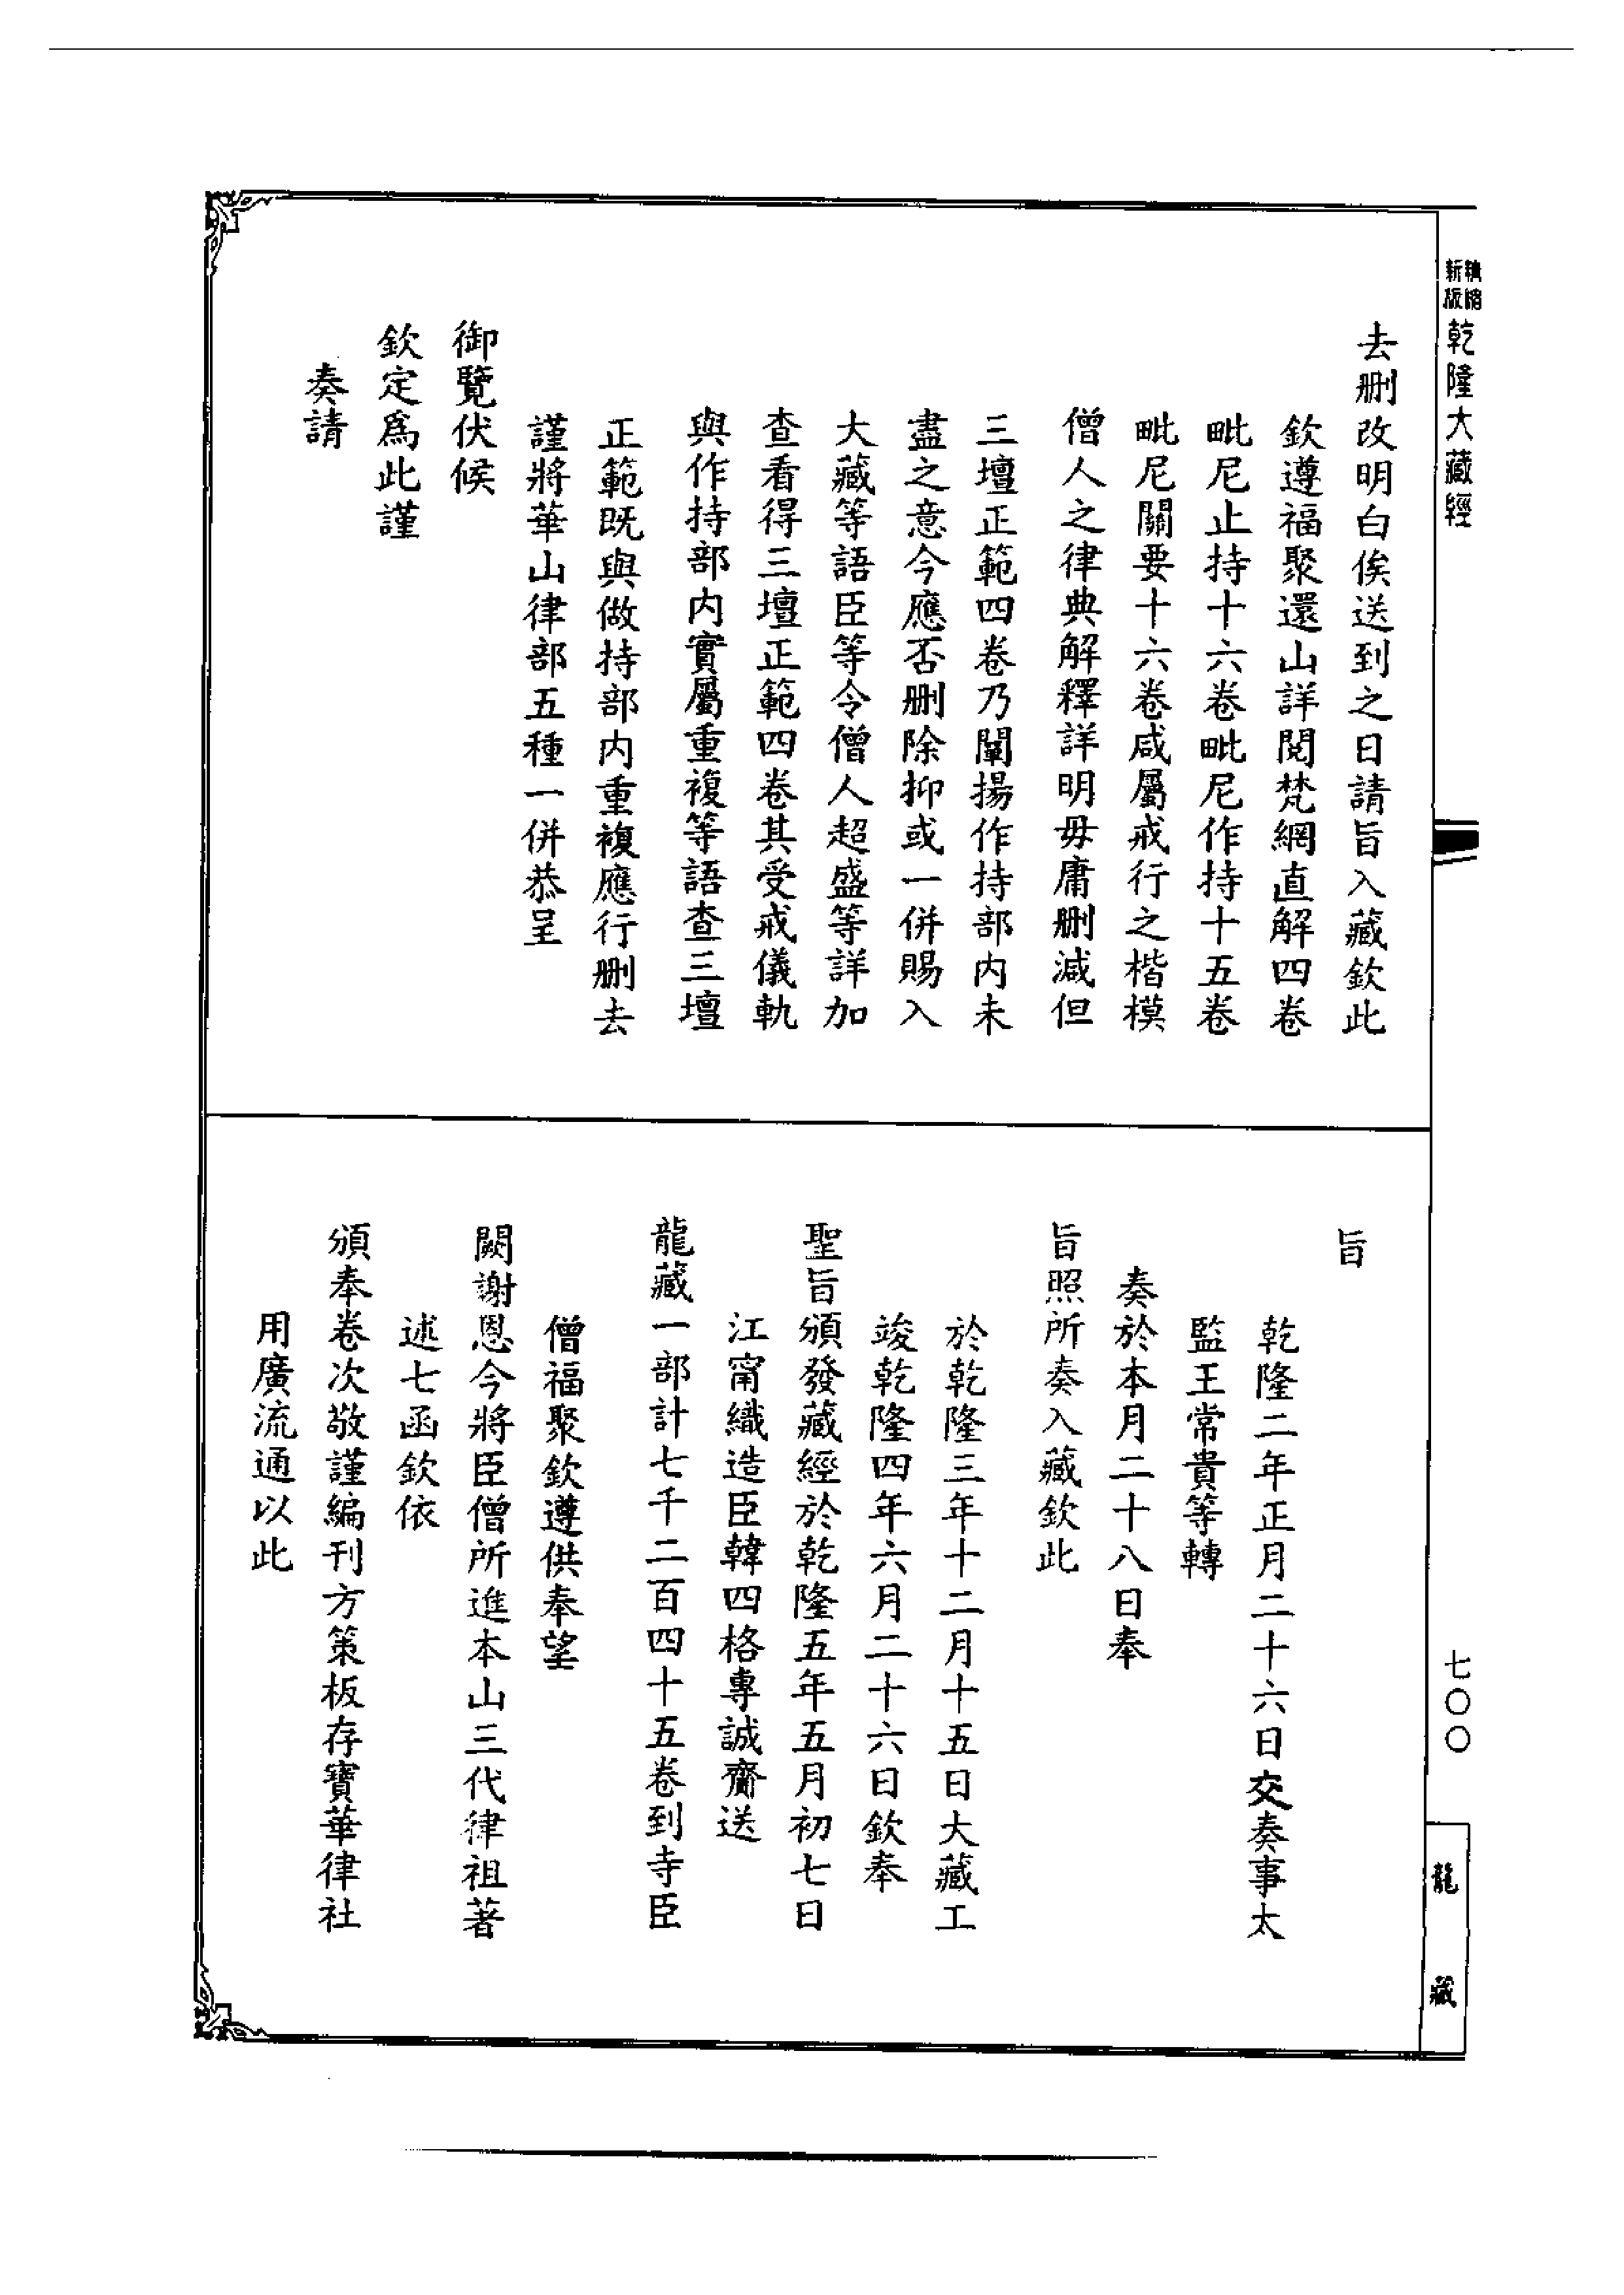 新版精縮乾隆大藏經
去刪改明白俟送到之日請旨入藏欽此
欽遵福聚還山詳閱梵網直解四卷
毗尼止持十六卷毗尼作持十五卷
毗尼關要十六卷咸屬戒行之楷模
僧人之律典解釋詳明毋庸刪減但
三壇正範四卷乃闡揚作持部內未
盡之意今應否刪除抑或一併賜入
大藏等語臣等令僧人超盛等詳加
查看得三壇正範四卷其受戒儀軌
與作持部內實屬重複等語查三壇
正範既與做持部內重複應行刪去
謹將華山律部五種一併恭呈
御覽伏候
欽定爲此謹
奏請
旨
乾隆二年正月二十六日交奏事太
監王常貴等轉
奏於本月二十八日奉
旨照所奏入藏欽此
於乾隆三年十二月十五日大藏工
竣乾隆四年六月二十六日欽奉
聖旨頒發藏經於乾隆五年五月初七日
江甯織造臣韓四格專誠齎送
龍藏一部計七千二百四十五卷到寺臣
僧福聚欽遵供奉望
闕謝恩今將臣僧所進本山三代律祖著
述七函欽依
頒奉卷次敬謹編刊方策板存寶華律社
用廣流通以此
七〇〇
龍藏